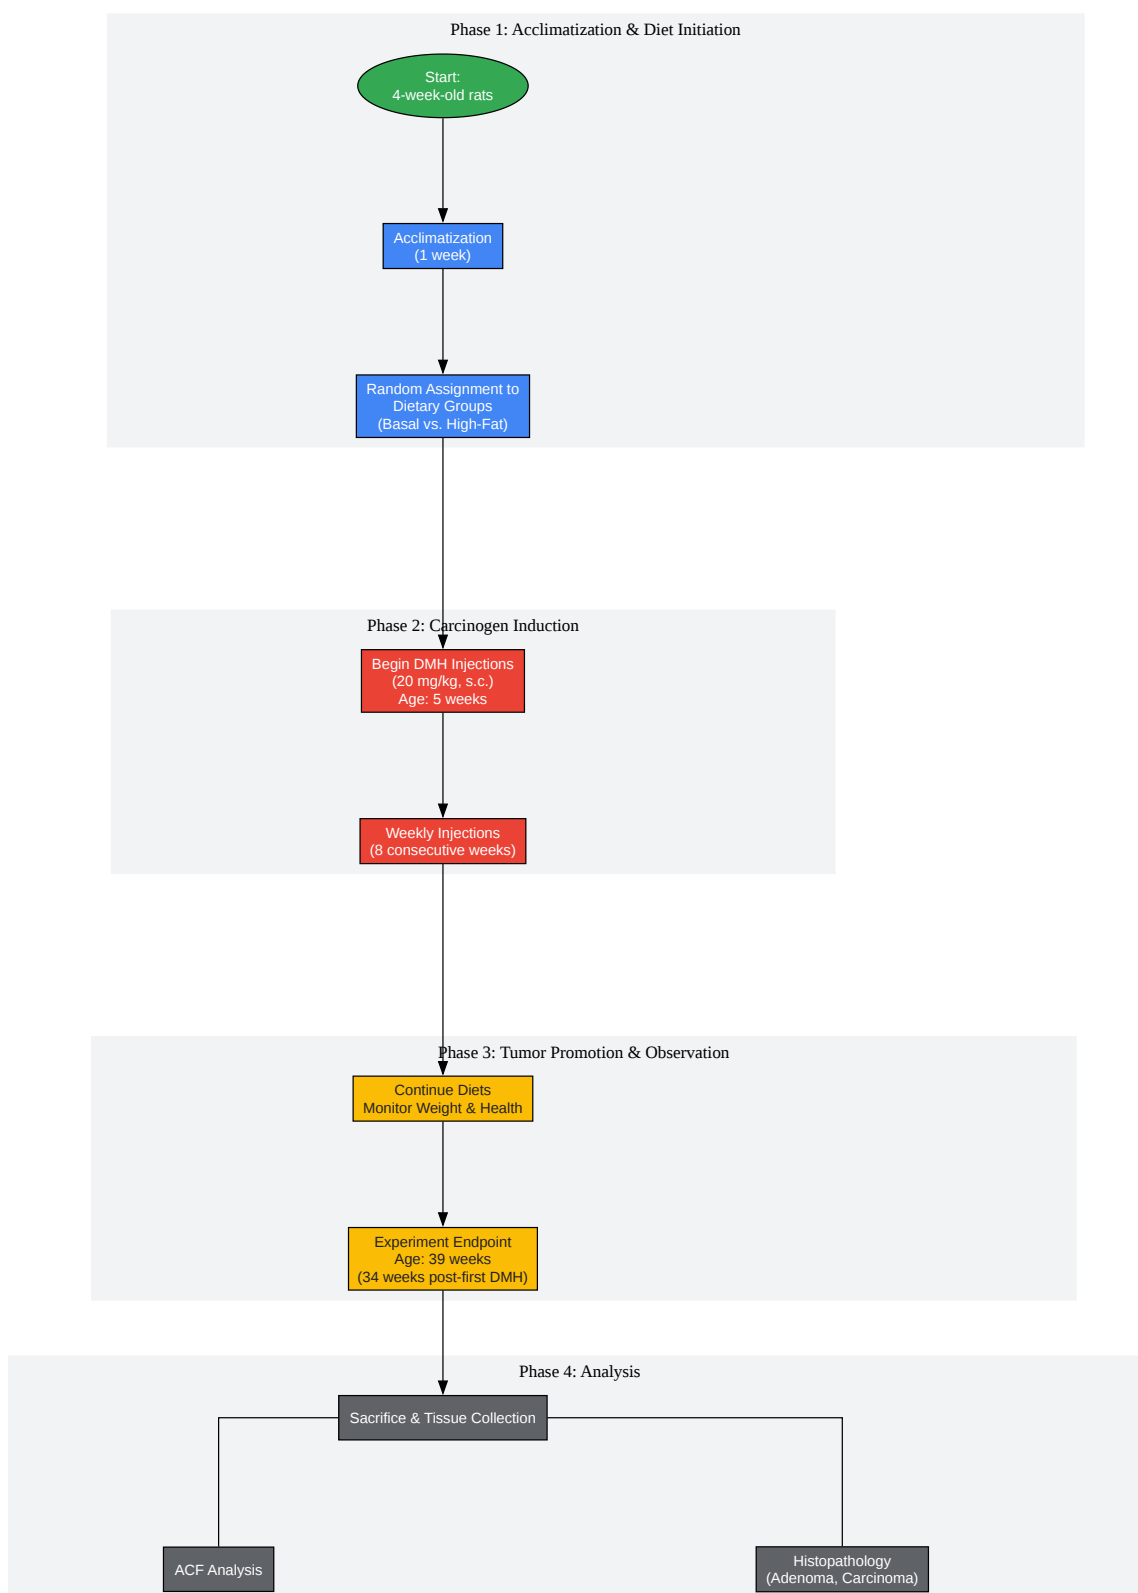 Phase 1: Acclimatization & Diet Initiation
Start:
4-week-old rats
Acclimatization
(1 week)
Random Assignment to
Dietary Groups
(Basal vs. High-Fat)
Phase 2: Carcinogen Induction
Begin DMH Injections
(20 mg/kg, s.c.)
Age: 5 weeks
Weekly Injections
(8 consecutive weeks)
Phase 3: Tumor Promotion & Observation
Continue Diets
Monitor Weight & Health
Experiment Endpoint
Age: 39 weeks
(34 weeks post-first DMH)
Phase 4: Analysis
Sacrifice & Tissue Collection
ACF Analysis
Histopathology
(Adenoma, Carcinoma)